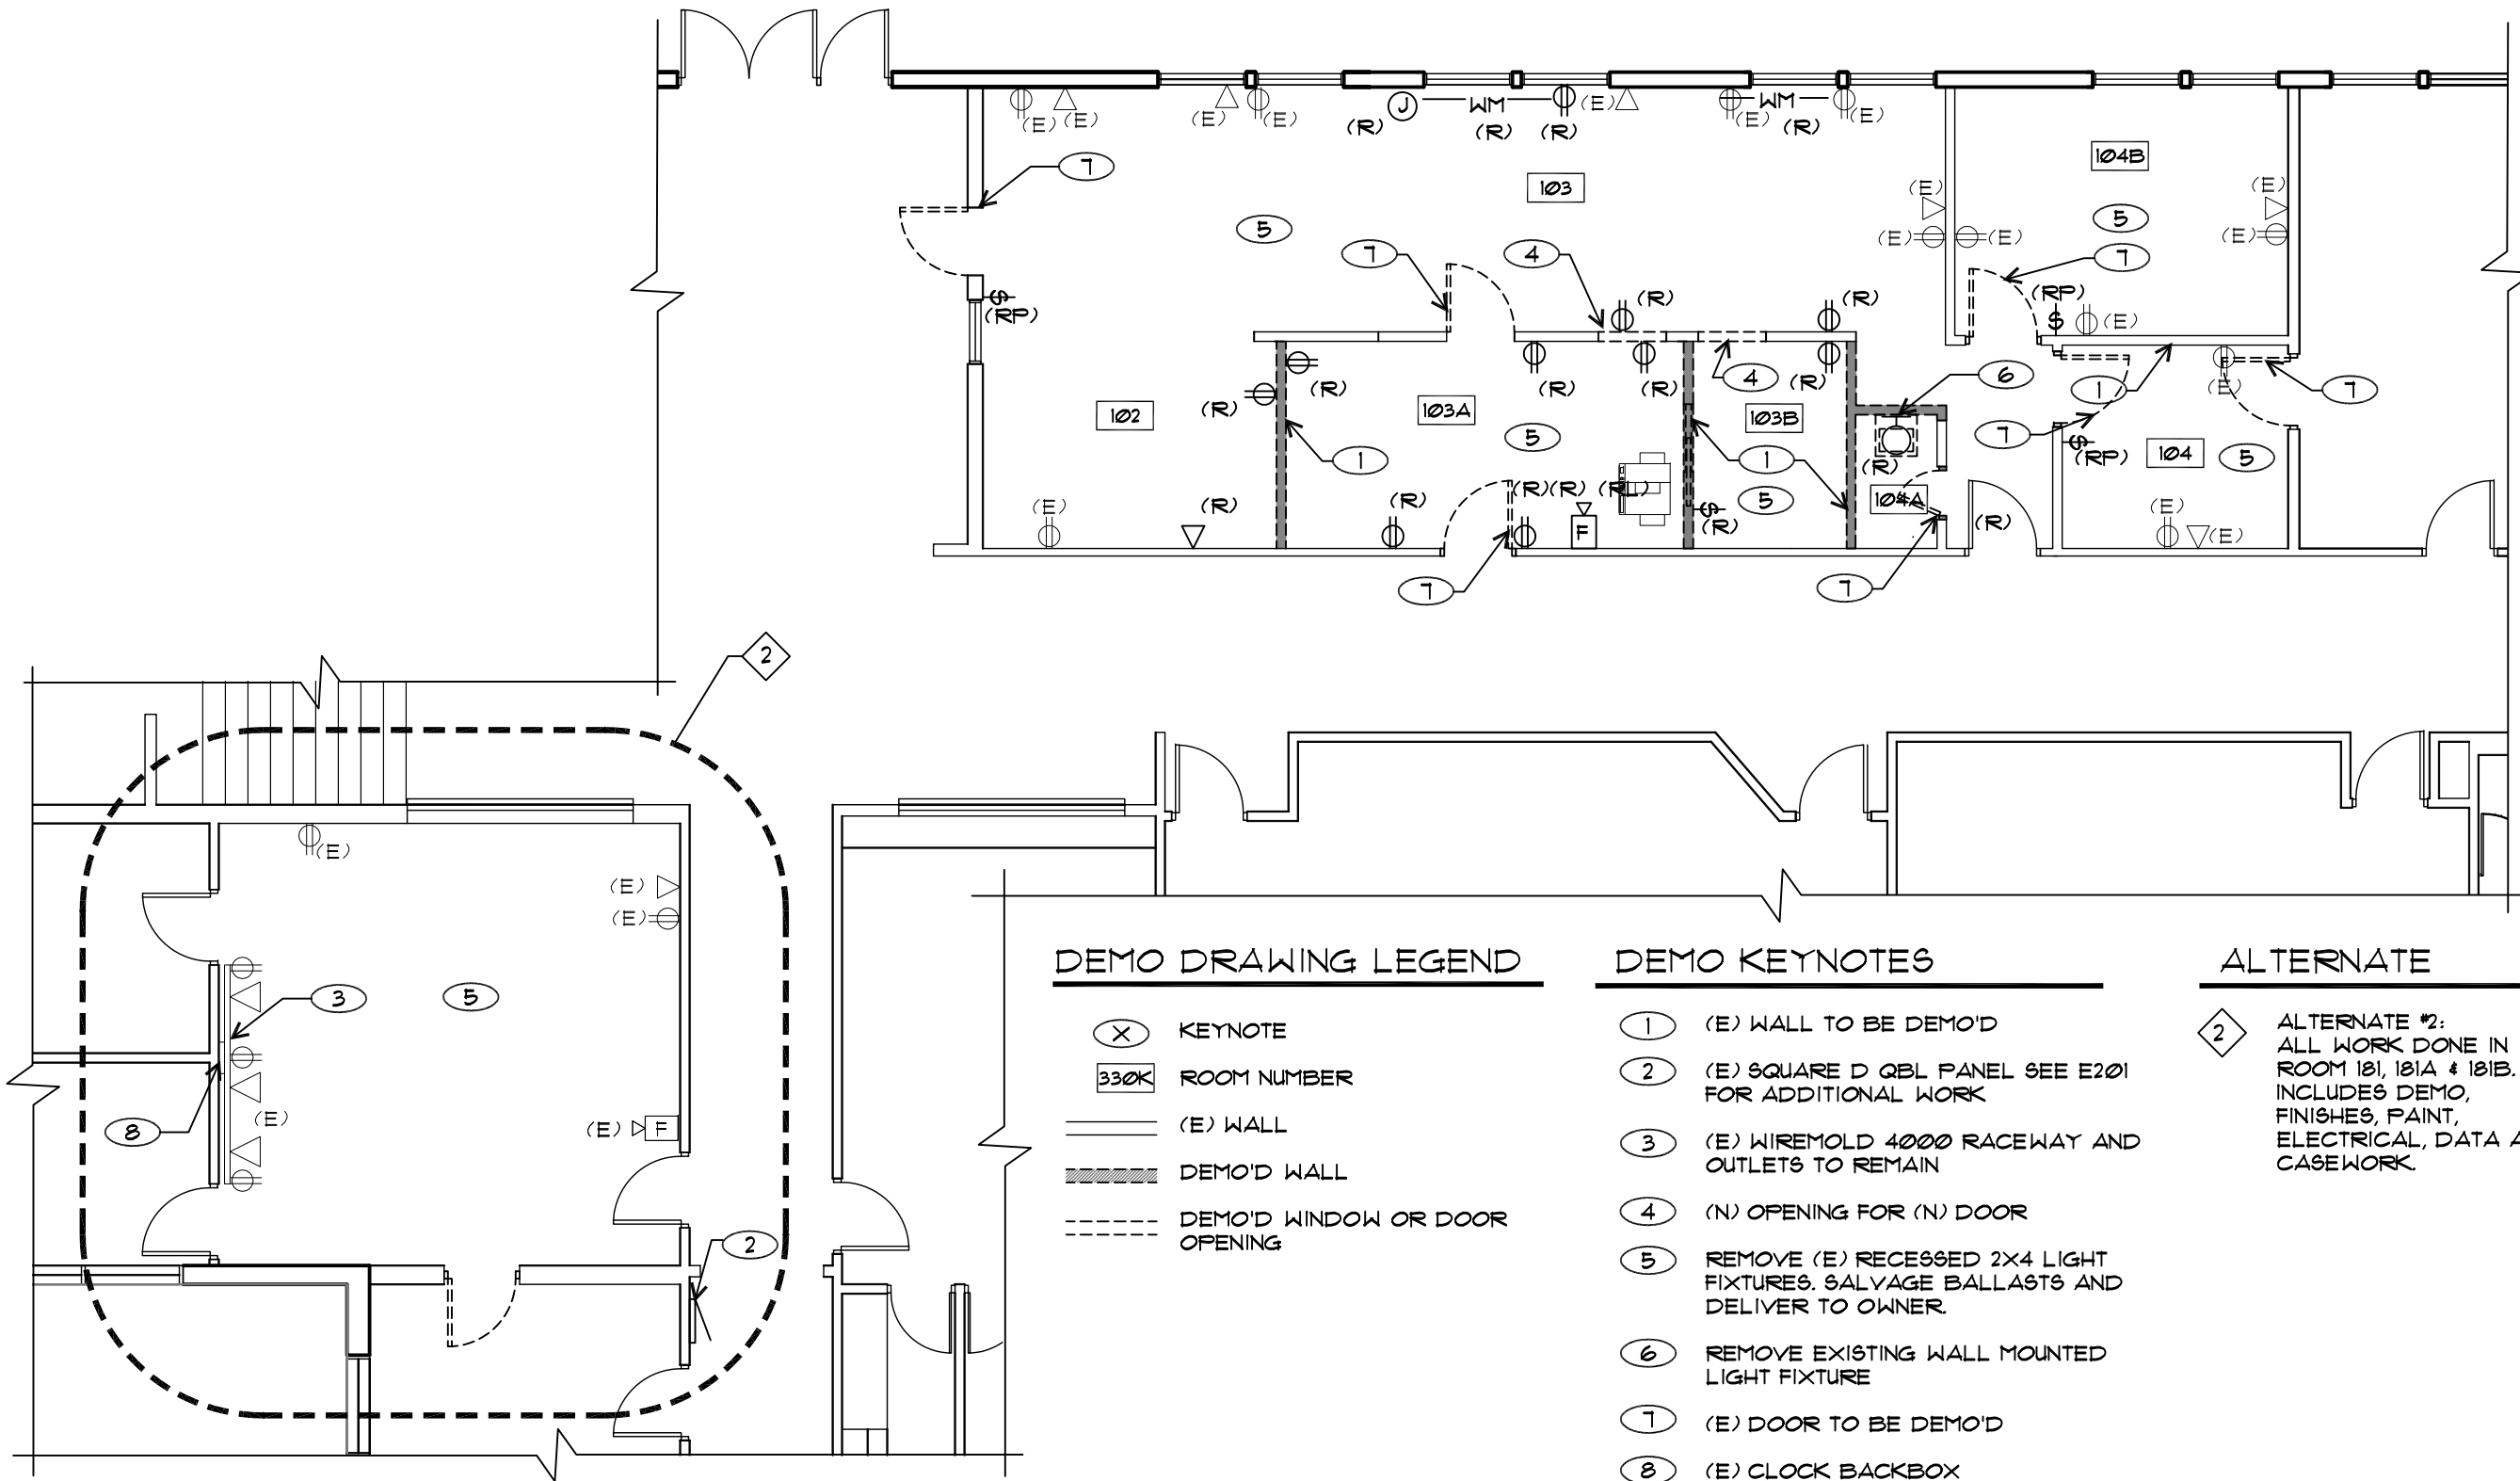 (E) (E) (E) (E) (R) J WM (R) (R) (E) (E) WM (R) (E)
7
103
104B
(E) (E)
5
5
(E) (E) (E)
7 4 7
(R) (R) (RP)
S (RP) S (E)
(R) (R) (R) (R) 4 (R) 6 1 (E) 7
(R) 102 103A 103B
5 7 S (RP) 104 5
1 1 (R)
(E) (R) (R) (R)(R) (RL) 5 104A (E)
F S (R) (R) (E)
7 7
2
(E)
(E)
(E)
3 5
(E)
8 (E) F
2
DEMO DRAWING LEGEND
X KEYNOTE
330K ROOM NUMBER
(E) WALL
DEMO'D WALL
DEMO'D WINDOW OR DOOR
OPENING
DEMO KEYNOTES
1 (E) WALL TO BE DEMO'D
2 (E) SQUARE D QBL PANEL SEE E201
FOR ADDITIONAL WORK
3 (E) WIREMOLD 4000 RACEWAY AND
OUTLETS TO REMAIN
4 (N) OPENING FOR (N) DOOR
5 REMOVE (E) RECESSED 2X4 LIGHT
FIXTURES. SALVAGE BALLASTS AND
DELIVER TO OWNER.
6 REMOVE EXISTING WALL MOUNTED
LIGHT FIXTURE
7 (E) DOOR TO BE DEMO'D
8 (E) CLOCK BACKBOX
ALTERNATE
2 ALTERNATE #2:
ALL WORK DONE IN
ROOM 181, 181A & 181B.
INCLUDES DEMO,
FINISHES, PAINT,
ELECTRICAL, DATA A
CASEWORK.